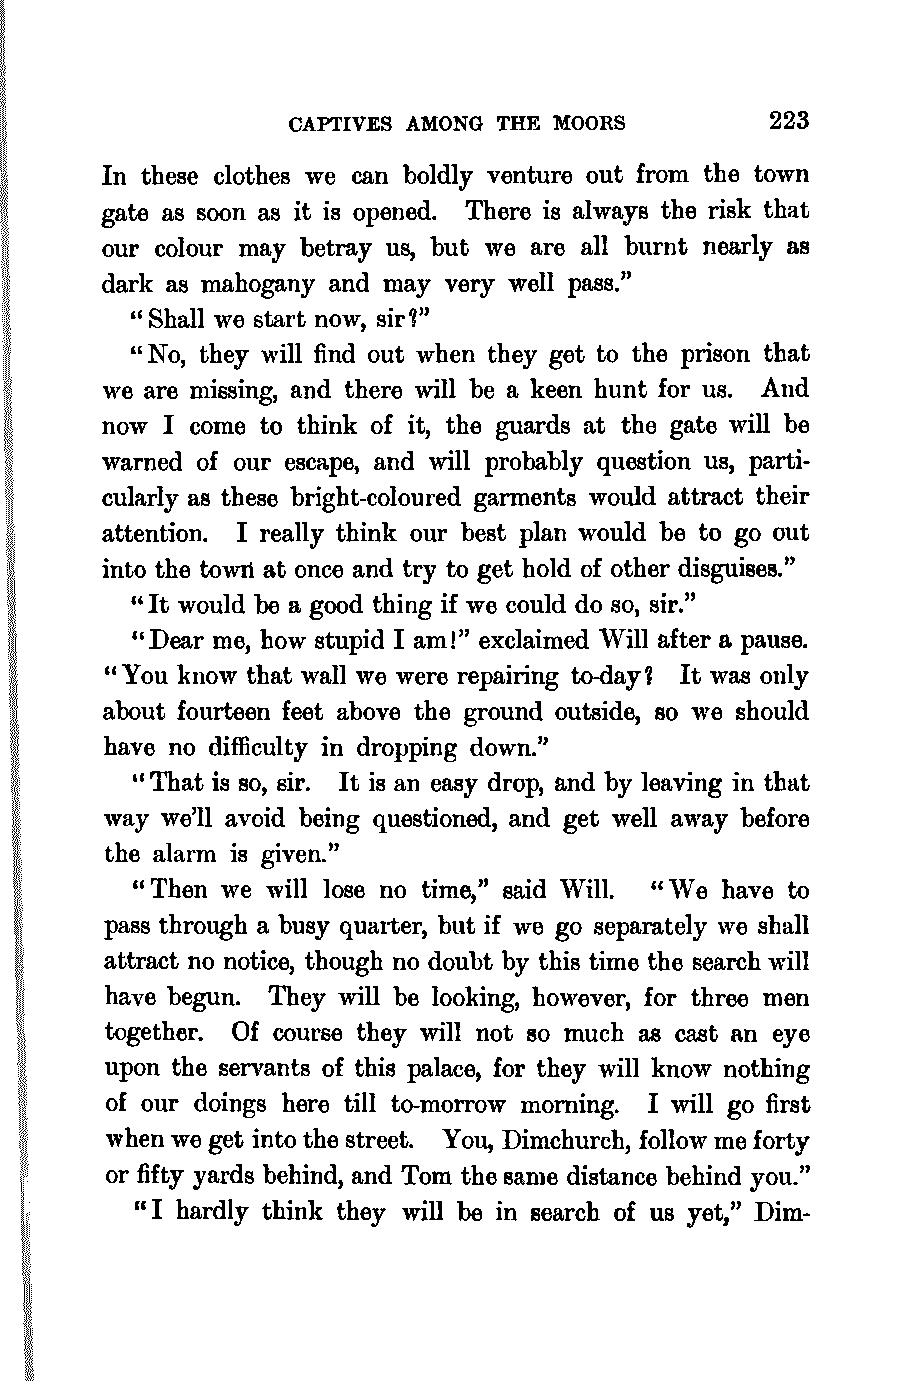 CAPTIVES AMONG THE MOORS 223
In these clothes we can boldly venture out from the town
gate as soon as it is opened. There is always the risk that
our colour may betray us, but we are all burnt nearly as
dark as mahogany and may very well pass."
"Shall we start now, sir?"
"No, they will find out when they get to the prison that
we are missing, and there will be a keen hunt for us. And
now I come to think of it, the guards at the gate will be
warned of our escape, and will probably question us, parti-
cularly as these bright-coloured garments would attract their
attention. I really think our best plan would be to go out
into the town at once and try to get hold of other disguises."
"It would be a good thing if we could do so, sir."
"Dear me, how stupid I am!" exclaimed Will after a pause.
"You know that wall we were repairing to-day? It was only
about fourteen feet above the ground outside, so we should
have no difficulty in dropping down."
"That is so, sir. It is an easy drop, and by leaving in that
way we'll avoid being questioned, and get well away before
the alarm is given."
"Then we will lose no time," said Will. "We have to
pass through a busy quarter, but if we go separately we shall
attract no notice, though no doubt by this time the search will
have begun. They will be looking, however, for three men
together. Of course they will not so much as cast an eye
upon the servants of this palace, for they will know nothing
of our doings here till to-morrow morning. I will go first
when we get into the street. You, Dimchurch, follow me forty
or fifty yards behind, and Tom the same distance behind you."
"I hardly think they will be in search of us yet," Dim-